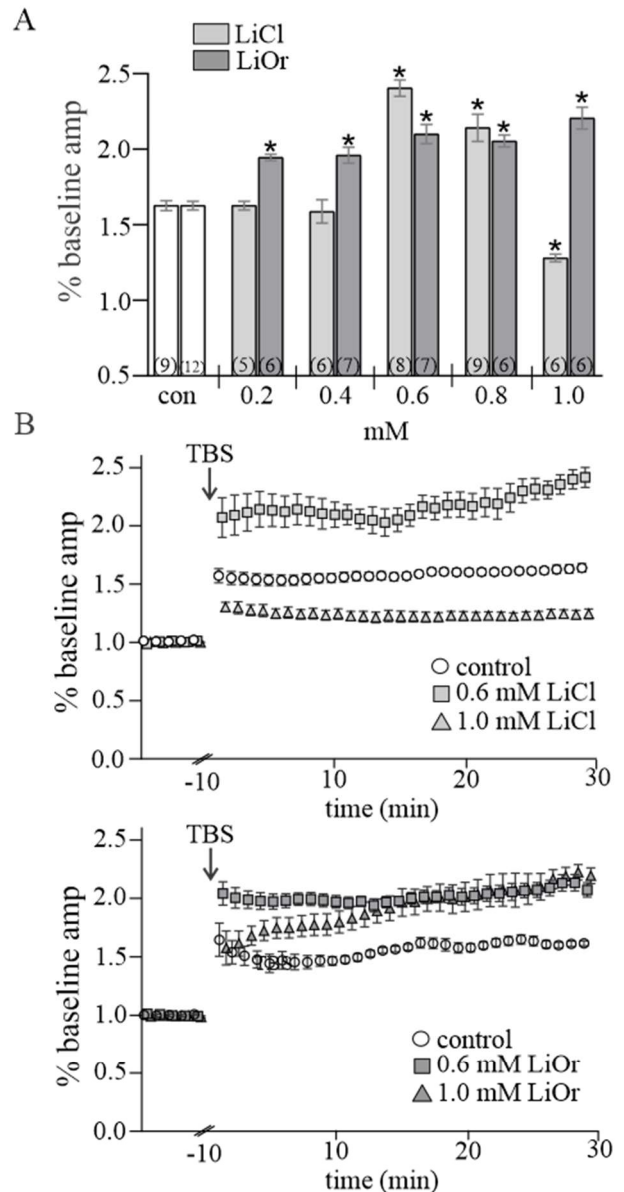 A
LiCl
LiOr
% baseline amp
2.5
2.0
1.5
1.0
0.5
* * * * * * * *
(9) (12) (5) (6) (6) (7) (8) (7) (9) (6) (6) (6)
con 0.2 0.4 0.6 0.8 1.0
mM
B
TBS
% baseline amp
2.5
2.0
1.5
1.0
0.5
0.0
control
0.6 mM LiCl
1.0 mM LiCl
-10 10 20 30
time (min)
TBS
% baseline amp
2.5
2.0
1.5
1.0
0.5
0.0
TBS
control
0.6 mM LiOr
1.0 mM LiOr
-10 10 20 30
time (min)